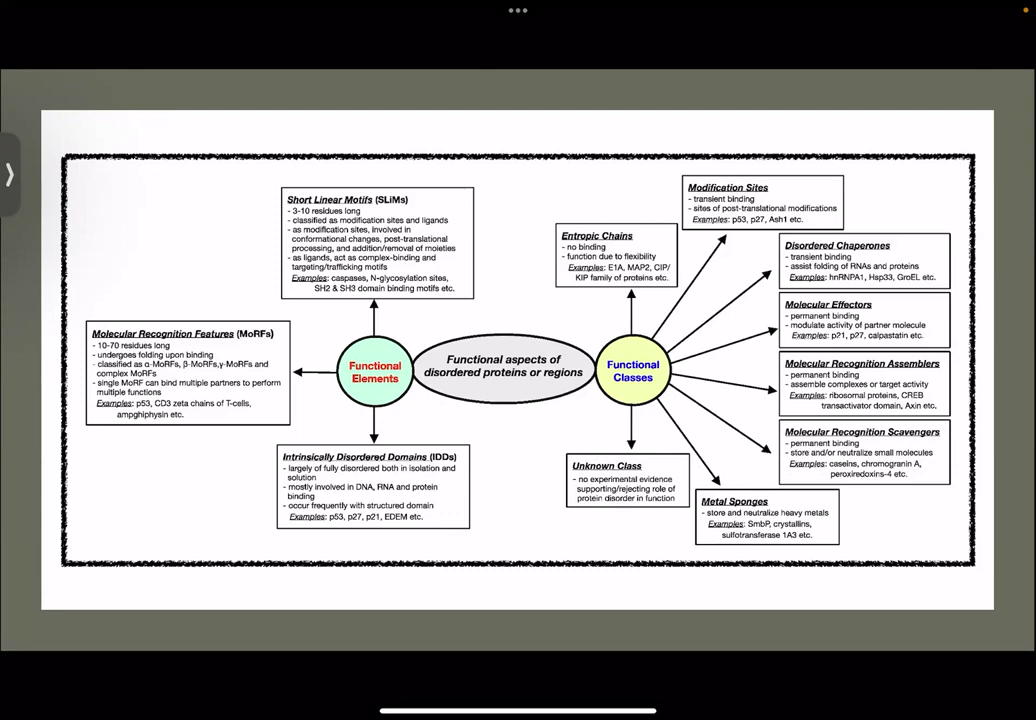 Short Linear Motifs (SLiMs)
- 3-10 residues long
- classified as modification sites and ligands
- as modification sites, involved in
conformational changes, post-translational
processing, and addition/removal of moieties
- as ligands, act as complex-binding and
targeting/trafficking motifs
Examples: caspases, N-glycosylation sites,
SH2 & SH3 domain binding motifs etc.
Molecular Recognition Features (MoRFs)
- 10-70 residues long
- undergoes folding upon binding
- classified as α-MoRFs, β-MoRFs,γ-MoRFs and
complex MoRFs
- single MoRF can bind multiple partners to perform
multiple functions
Examples: p53, CD3 zeta chains of T-cells,
ampghiphysin etc.
Intrinsically Disordered Domains (IDDs)
- largely of fully disordered both in isolation and
solution
- mostly involved in DNA, RNA and protein
binding
- occur frequently with structured domain
Examples: p53, p27, p21, EDEM etc.
Functional
Elements
Functional aspects of
disordered proteins or regions
Functional
Classes
Entropic Chains
- no binding
- function due to flexibility
Examples: E1A, MAP2, CIP/
KIP family of proteins etc.
Modification Sites
- transient binding
- sites of post-translational modifications
Examples: p53, p27, Ash1 etc.
Disordered Chaperones
- transient binding
- assist folding of RNAs and proteins
Examples: hnRNPA1, Hsp33, GroEL etc.
Molecular Effectors
- permanent binding
- modulate activity of partner molecule
Examples: p21, p27, calpastatin etc.
Molecular Recognition Assemblers
- permanent binding
- assemble complexes or target activity
Examples: ribosomal proteins, CREB
transactivator domain, Axin etc.
Molecular Recognition Scavengers
- permanent binding
- store and/or neutralize small molecules
Examples: caseins, chromogranin A,
peroxiredoxins-4 etc.
Metal Sponges
- store and neutralize heavy metals
Examples: SmbP, crystallins,
sulfotransferase 1A3 etc.
Unknown Class
- no experimental evidence
supporting/rejecting role of
protein disorder in function